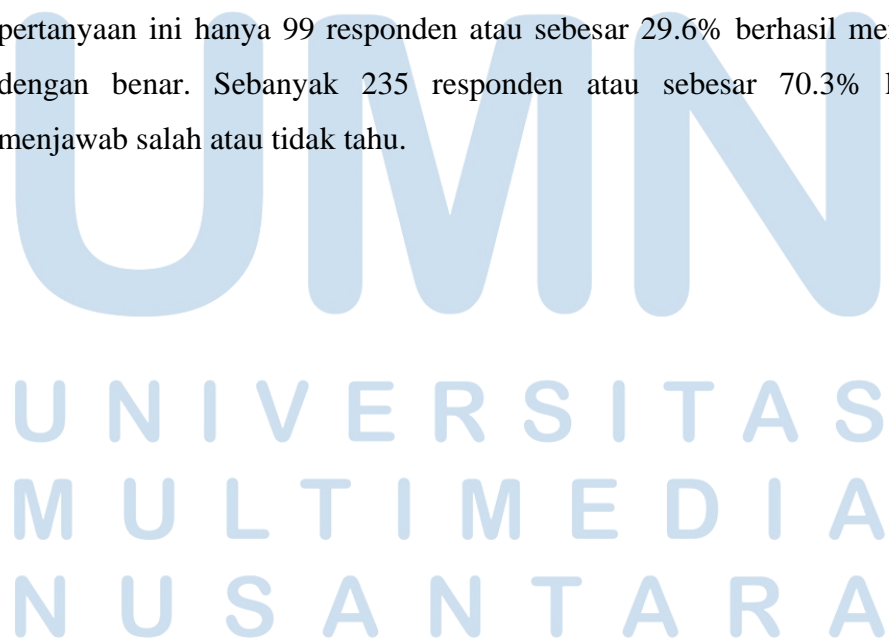 pertanyaan ini hanya 99 responden atau sebesar 29.6% berhasil
dengan benar. Sebanyak 235 responden atau sebesar 70.3%
menjawab salah atau tidak tahu.
UMN
UNIVERSITAS
MULTIMEDIA
NUSANTARA